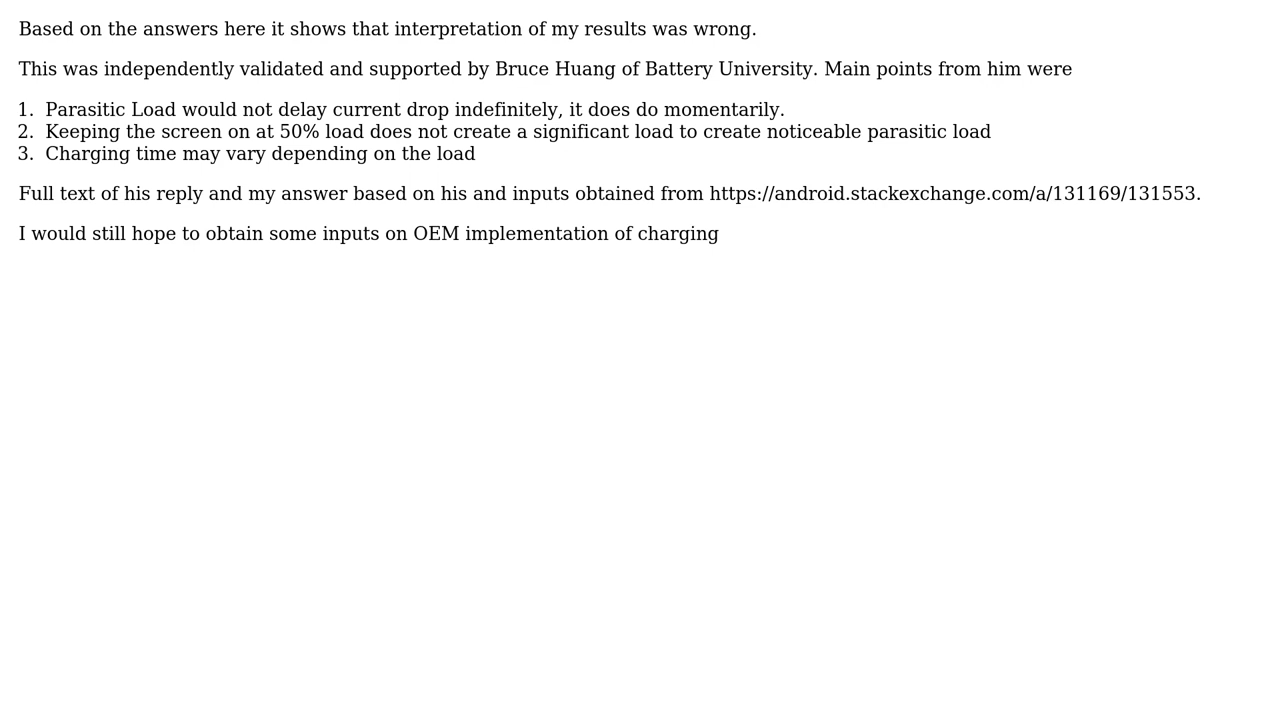 Based on the answers here it shows that interpretation of my results was wrong.
This was independently validated and supported by Bruce Huang of Battery University. Main points from him were
1. Parasitic Load would not delay current drop indefinitely, it does do momentarily.
2. Keeping the screen on at 50% load does not create a significant load to create noticeable parasitic load
3. Charging time may vary depending on the load
Full text of his reply and my answer based on his and inputs obtained from https://android.stackexchange.com/a/131169/131553.
I would still hope to obtain some inputs on OEM implementation of charging